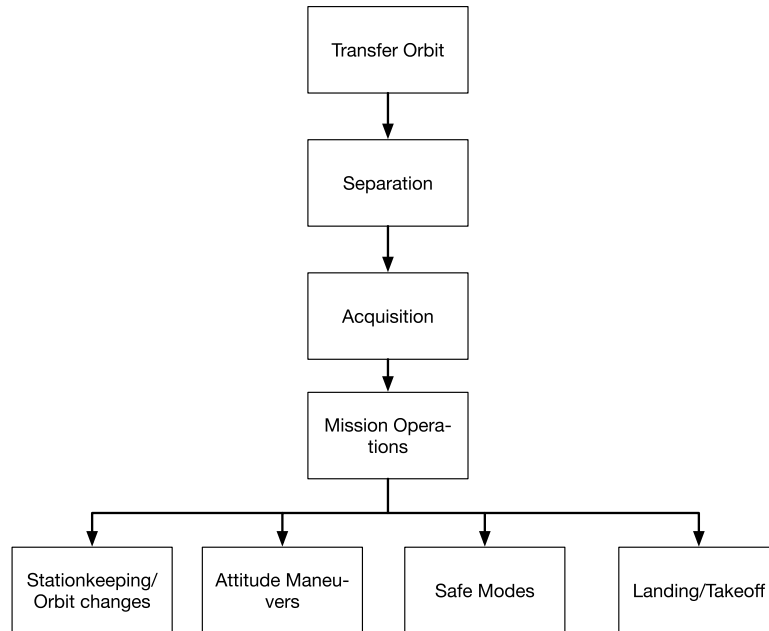 Transfer Orbit
Separation
Acquisition
Mission Opera-
tions
Stationkeeping/
Orbit changes
Attitude Maneu-
vers
Safe Modes
Landing/Takeoff